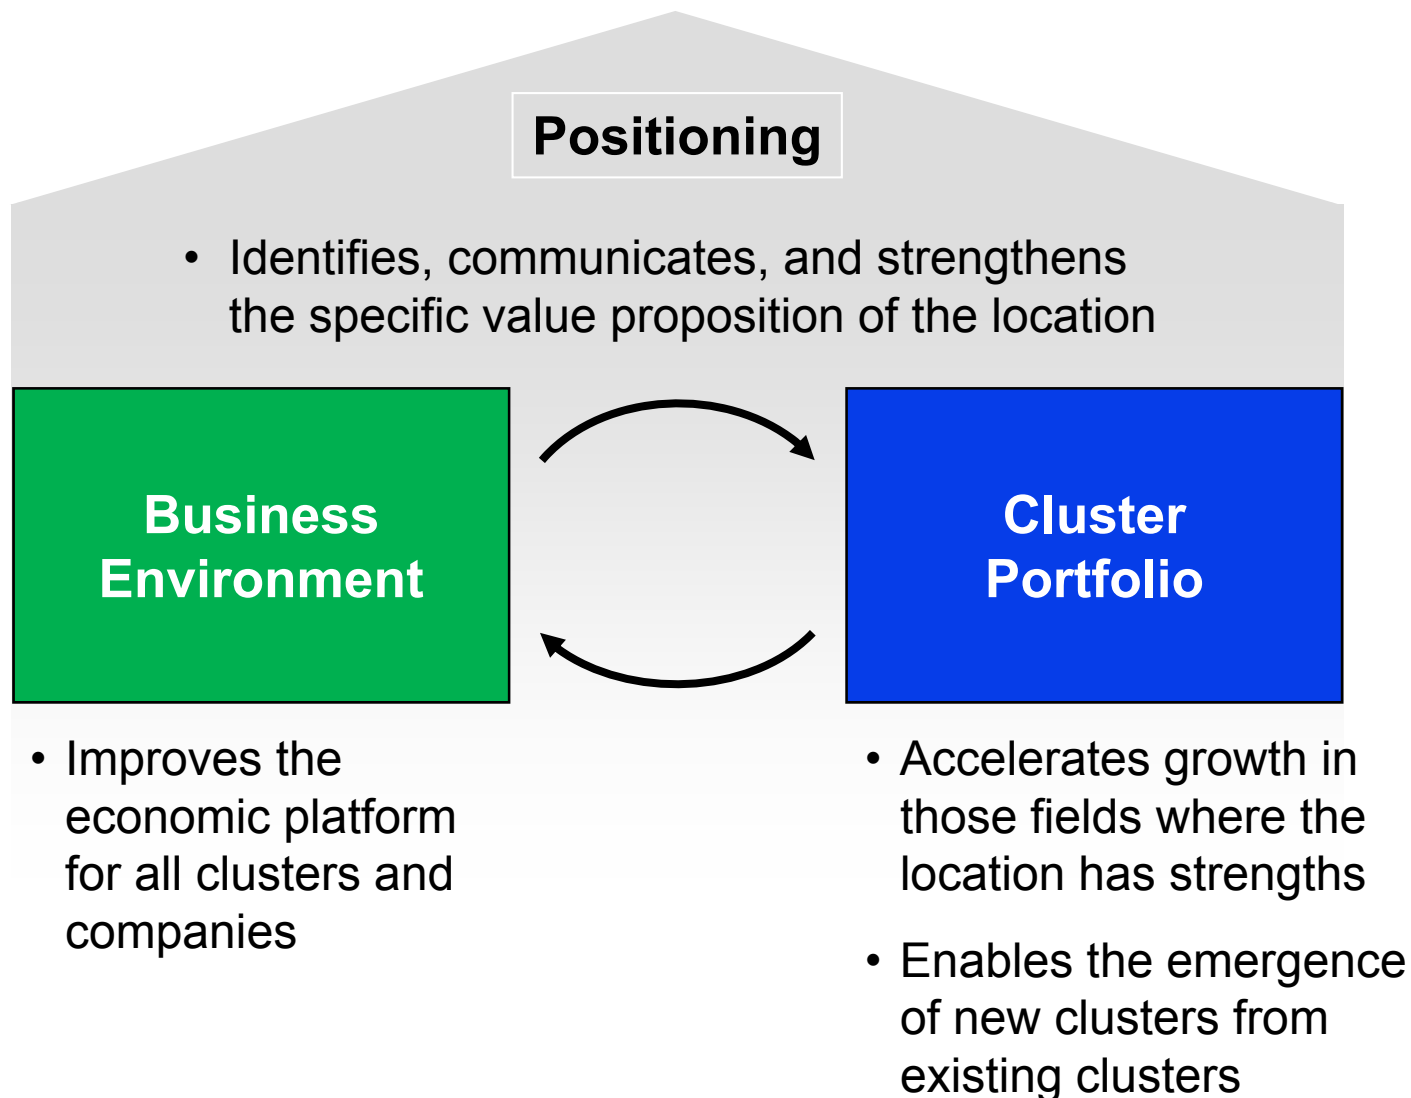 Positioning
• Identifies, communicates, and strengthens
the specific value proposition of the location
Business
Environment
Cluster
Portfolio
• Improves the
economic platform
for all clusters and
companies
• Accelerates growth in
those fields where the
location has strengths
• Enables the emergence
of new clusters from
existing clusters